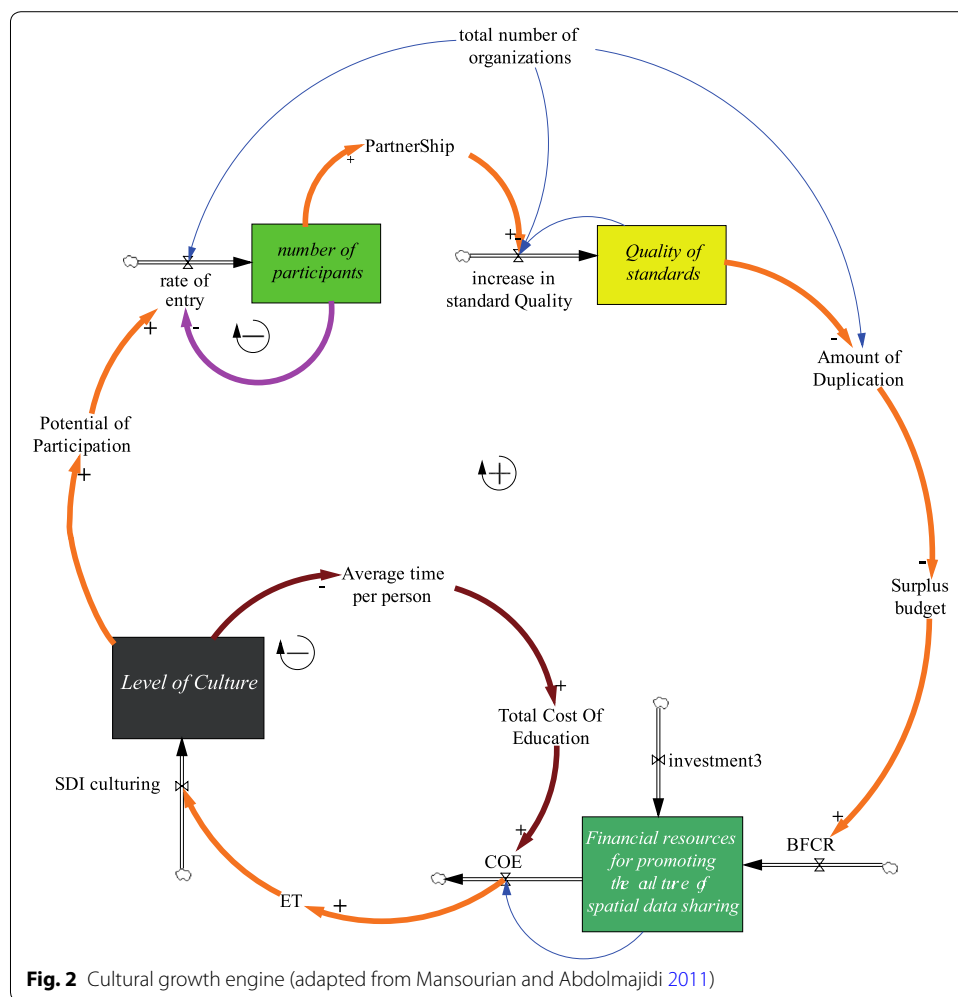 total number of
organizations
PartnerShip
+
number of
participants
+ -
Quality of
standards
rate of
entry
increase in
standard Quality
+
-
-
-
Amount of
Duplication
Potential of
Participation
+
+
Average time
per person
-
-
Surplus
budget
-
Level of Culture
+
Total Cost Of
Education
SDI culturing
investment3
+
+
Financial resources
for promoting
the culture of
spatial data sharing
COE
BFCR
ET
+
Fig. 2 Cultural growth engine (adapted from Mansourian and Abdolmajidi 2011)